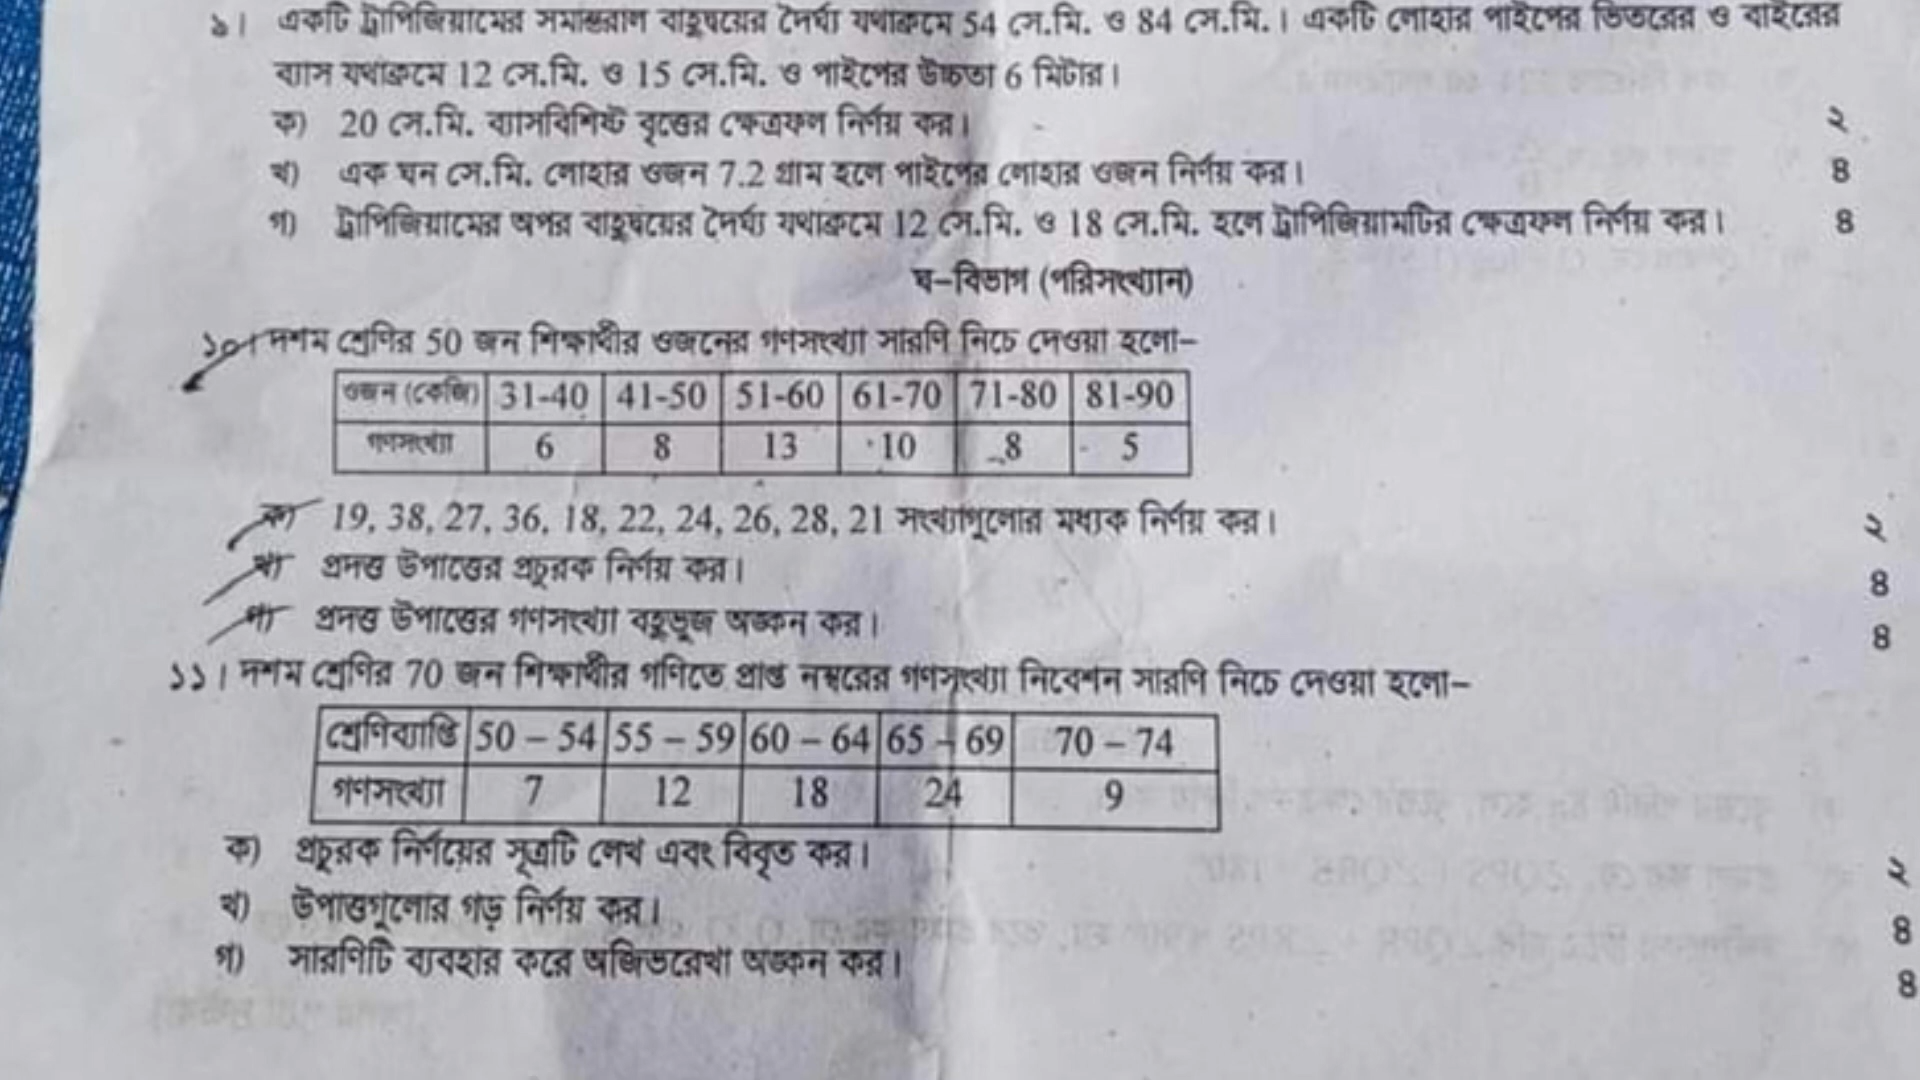 ৯। একটি ট্রাপিজিয়ামের সমান্তরাল বাহুদ্বয়ের দৈর্ঘ্য যথাক্রমে 54 সে.মি. ও 84 সে.মি.। একটি লোহার পাইপের ভিতরের ও বাইরের
ব্যাস যথাক্রমে 12 সে.মি. ও 15 সে.মি. ও পাইপের উচ্চতা 6 মিটার।
ক) 20 সে.মি. ব্যাসবিশিষ্ট বৃত্তের ক্ষেত্রফল নির্ণয় কর। ২
খ) এক ঘন সে.মি. লোহার ওজন 7.2 গ্রাম হলে পাইপের লোহার ওজন নির্ণয় কর। ৪
গ) ট্রাপিজিয়ামের অপর বাহুদ্বয়ের দৈর্ঘ্য যথাক্রমে 12 সে.মি. ও 18 সে.মি. হলে ট্রাপিজিয়ামটির ক্ষেত্রফল নির্ণয় কর। ৪
ঘ-বিভাগ (পরিসংখ্যান)
১০। দশম শ্রেণির 50 জন শিক্ষার্থীর ওজনের গণসংখ্যা সারণি নিচে দেওয়া হলো-
ওজন (কেজি) 31-40 41-50 51-60 61-70 71-80 81-90
গণসংখ্যা 6 8 13 10 8 5
ক) 19, 38, 27, 36, 18, 22, 24, 26, 28, 21 সংখ্যাগুলোর মধ্যক নির্ণয় কর। ২
খ) প্রদত্ত উপাত্তের প্রচুরক নির্ণয় কর। ৪
গ) প্রদত্ত উপাত্তের গণসংখ্যা বহুভুজ অঙ্কন কর। ৪
১১। দশম শ্রেণির 70 জন শিক্ষার্থীর গণিতে প্রাপ্ত নম্বরের গণসংখ্যা নিবেশন সারণি নিচে দেওয়া হলো-
শ্রেণিব্যাপ্তি 50 – 54 55 – 59 60 – 64 65 – 69 70 – 74
গণসংখ্যা 7 12 18 24 9
ক) প্রচুরক নির্ণয়ের সূত্রটি লেখ এবং বিবৃত কর। ২
খ) উপাত্তগুলোর গড় নির্ণয় কর। ৪
গ) সারণিটি ব্যবহার করে অজিভরেখা অঙ্কন কর। ৪